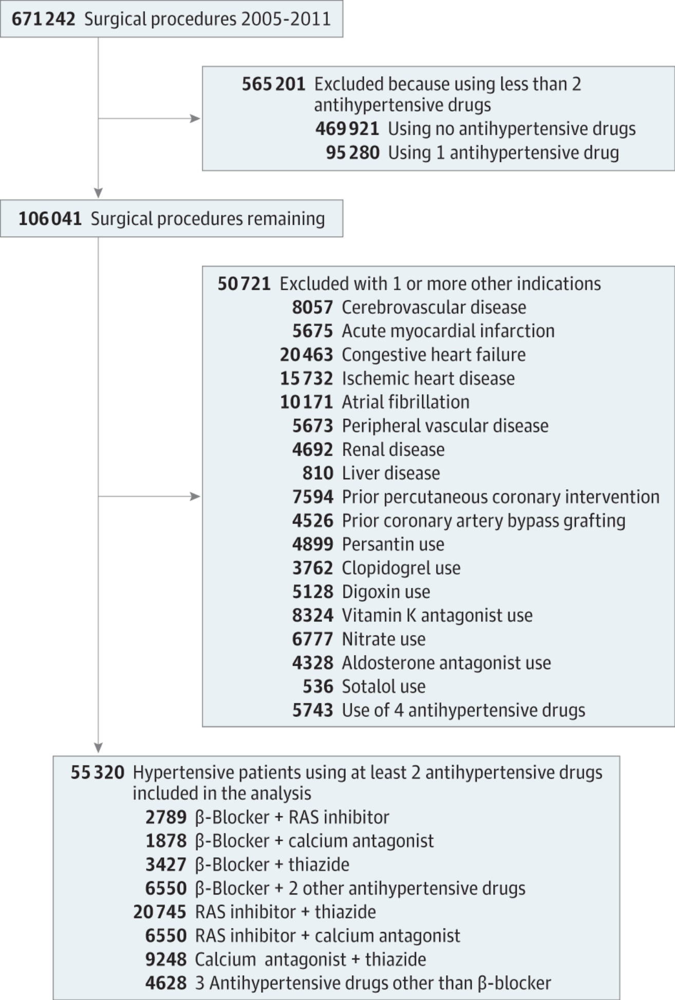 671 242 Surgical procedures 2005-2011
565 201 Excluded because using less than 2
antihypertensive drugs
469 921 Using no antihypertensive drugs
95 280 Using 1 antihypertensive drug
106 041 Surgical procedures remaining
50 721 Excluded with 1 or more other indications
8057 Cerebrovascular disease
5675 Acute myocardial infarction
20 463 Congestive heart failure
15 732 Ischemic heart disease
10 171 Atrial fibrillation
5673 Peripheral vascular disease
4692 Renal disease
810 Liver disease
7594 Prior percutaneous coronary intervention
4526 Prior coronary artery bypass grafting
4899 Persantin use
3762 Clopidogrel use
5128 Digoxin use
8324 Vitamin K antagonist use
6777 Nitrate use
4328 Aldosterone antagonist use
536 Sotalol use
5743 Use of 4 antihypertensive drugs
55 320 Hypertensive patients using at least 2 antihypertensive drugs
included in the analysis
2789 β-Blocker + RAS inhibitor
1878 β-Blocker + calcium antagonist
3427 β-Blocker + thiazide
6550 β-Blocker + 2 other antihypertensive drugs
20 745 RAS inhibitor + thiazide
6550 RAS inhibitor + calcium antagonist
9248 Calcium antagonist + thiazide
4628 3 Antihypertensive drugs other than β-blocker